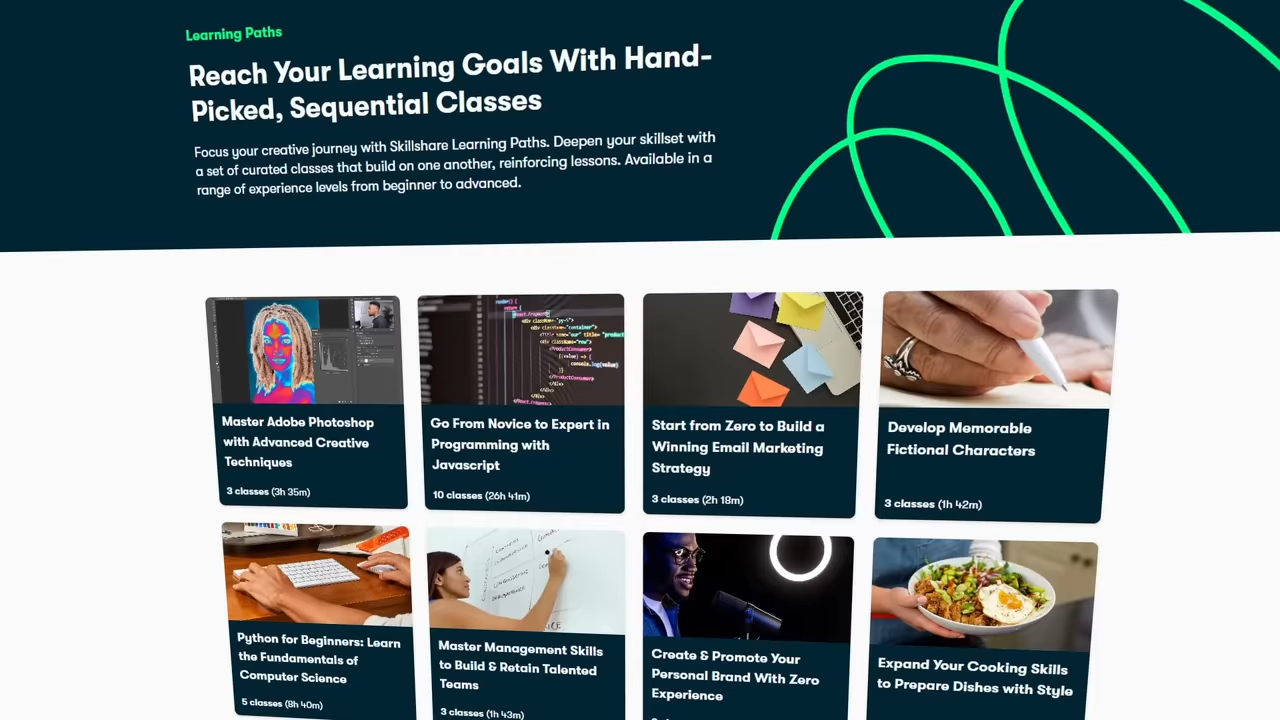 Learning Paths
Reach Your Learning Goals With Hand-
Picked, Sequential Classes
Focus your creative journey with Skillshare Learning Paths. Deepen your skillset with
a set of curated classes that build on one another, reinforcing lessons. Available in a
range of experience levels from beginner to advanced.
Master Adobe Photoshop
with Advanced Creative
Techniques
3 classes (3h 35m)
Go From Novice to Expert in
Programming with
Javascript
10 classes (26h 41m)
Start from Zero to Build a
Winning Email Marketing
Strategy
3 classes (2h 18m)
Develop Memorable
Fictional Characters
3 classes (1h 42m)
Python for Beginners: Learn
the Fundamentals of
Computer Science
5 classes (8h 40m)
Master Management Skills
to Build & Retain Talented
Teams
3 classes (1h 43m)
Create & Promote Your
Personal Brand With Zero
Experience
Expand Your Cooking Skills
to Prepare Dishes with Style